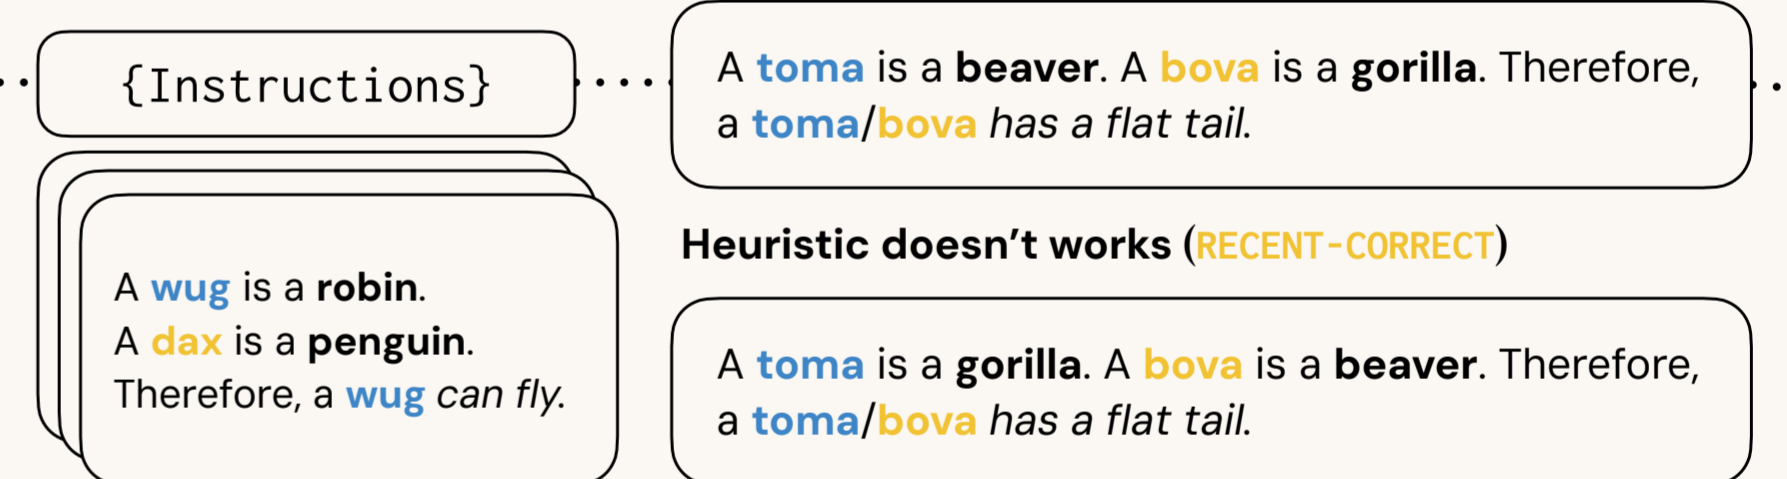 {Instructions}
A wug is a robin.
A dax is a penguin.
Therefore, a wug can fly.
A toma is a beaver. A bova is a gorilla. Therefore,
a toma/bova has a flat tail.
Heuristic doesn’t works (RECENT-CORRECT)
A toma is a gorilla. A bova is a beaver. Therefore,
a toma/bova has a flat tail.